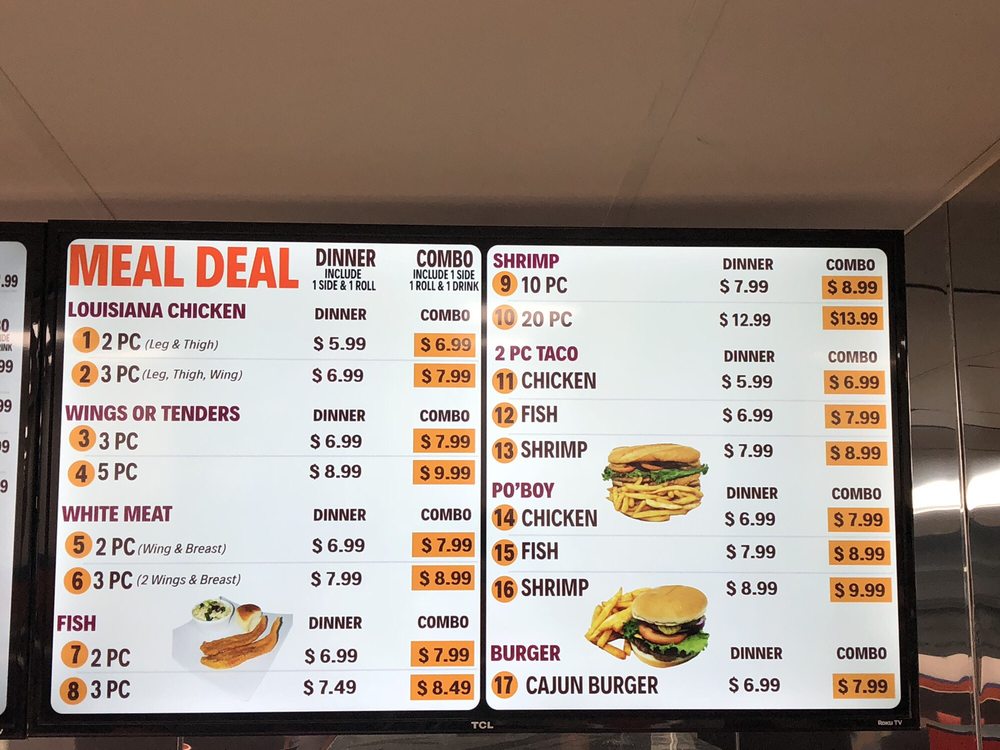 .99
99
99
9
9
MEAL DEAL DINNER COMBO
INCLUDE INCLUDE 1 SIDE
1 SIDE & 1 ROLL 1 ROLL & 1 DRINK
LOUISIANA CHICKEN DINNER COMBO
1 2 PC (Leg & Thigh) $ 5.99 $ 6.99
2 3 PC (Leg, Thigh, Wing) $ 6.99 $ 7.99
WINGS OR TENDERS DINNER COMBO
3 3 PC $ 6.99 $ 7.99
4 5 PC $ 8.99 $ 9.99
WHITE MEAT DINNER COMBO
5 2 PC (Wing & Breast) $ 6.99 $ 7.99
6 3 PC (2 Wings & Breast) $ 7.99 $ 8.99
FISH DINNER COMBO
7 2 PC $ 6.99 $ 7.99
8 3 PC $ 7.49 $ 8.49
SHRIMP DINNER COMBO
9 10 PC $ 7.99 $ 8.99
10 20 PC $ 12.99 $13.99
2 PC TACO DINNER COMBO
11 CHICKEN $ 5.99 $ 6.99
12 FISH $ 6.99 $ 7.99
13 SHRIMP $ 7.99 $ 8.99
PO'BOY DINNER COMBO
14 CHICKEN $ 6.99 $ 7.99
15 FISH $ 7.99 $ 8.99
16 SHRIMP $ 8.99 $ 9.99
BURGER DINNER COMBO
17 CAJUN BURGER $ 6.99 $ 7.99
TCL
Roku TV